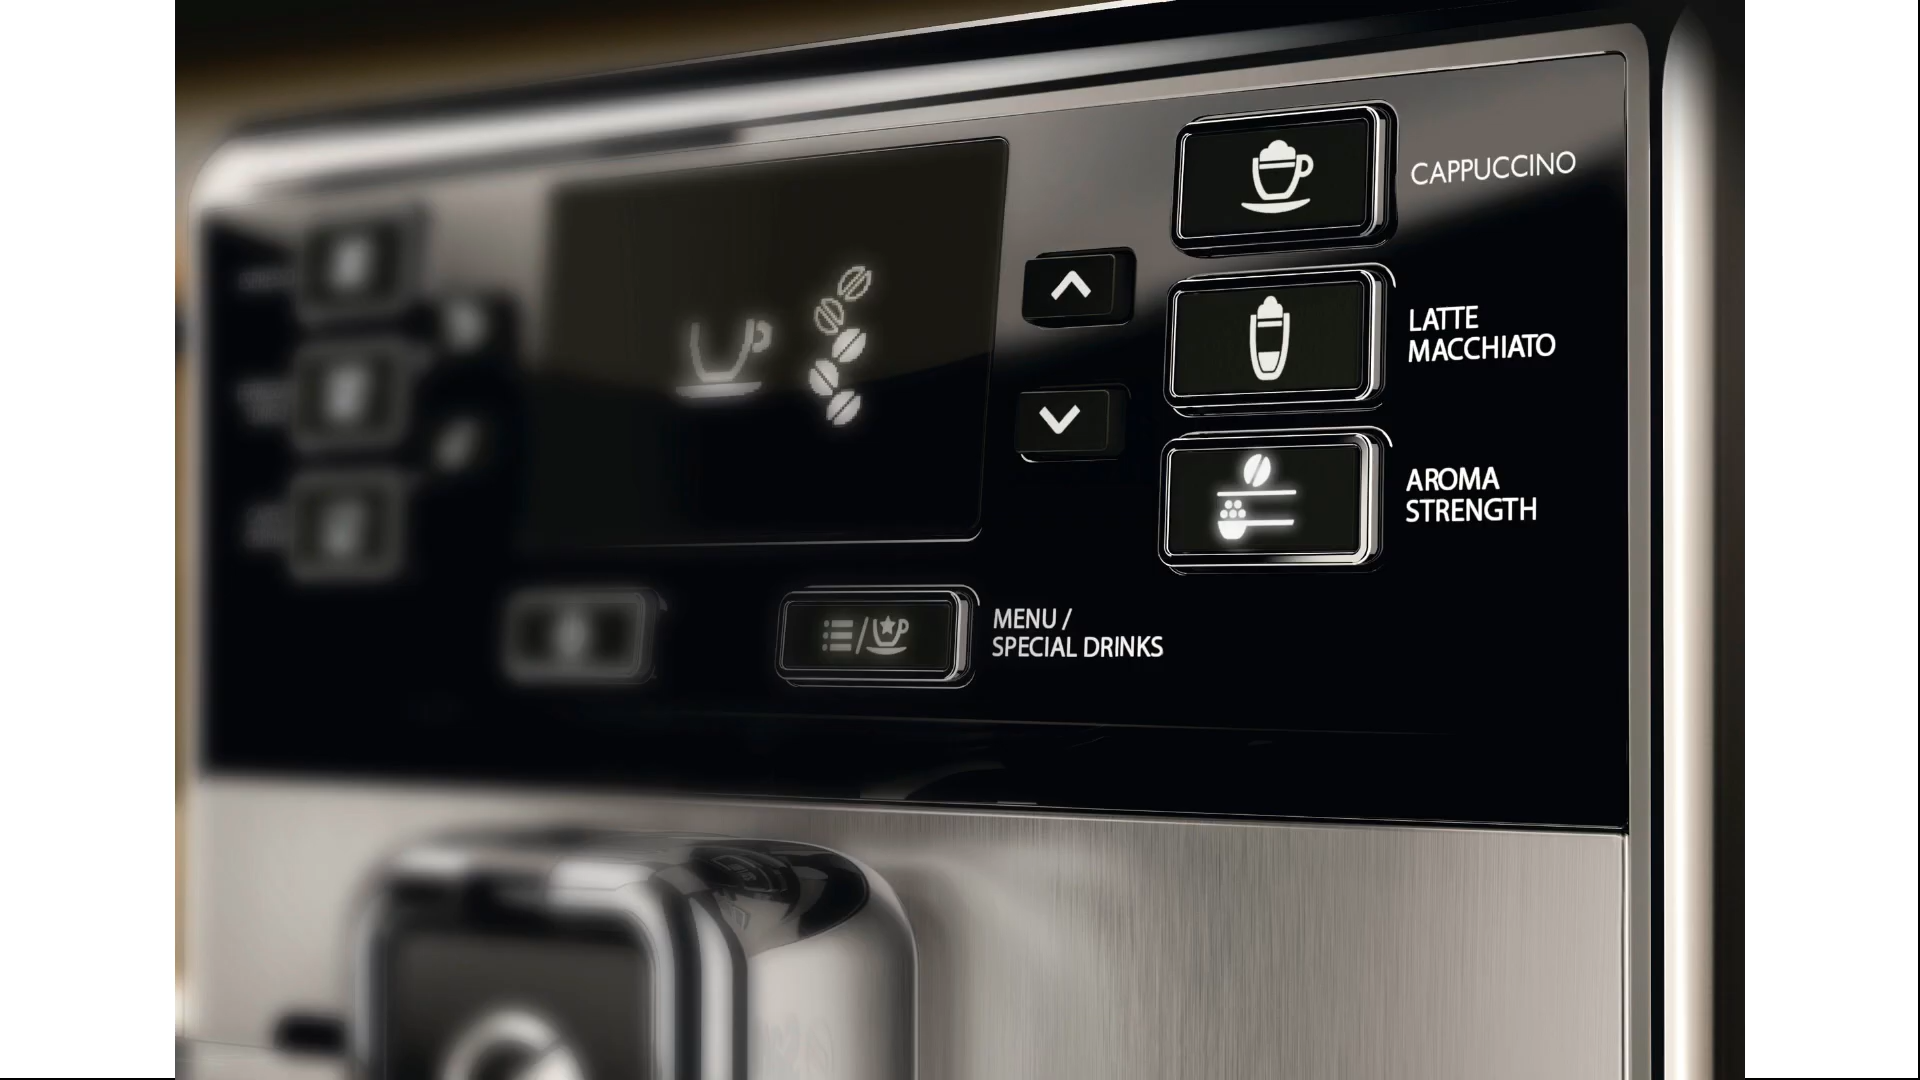 CAPPUCCINO
LATTE
MACCHIATO
AROMA
STRENGTH
MENU /
SPECIAL DRINKS